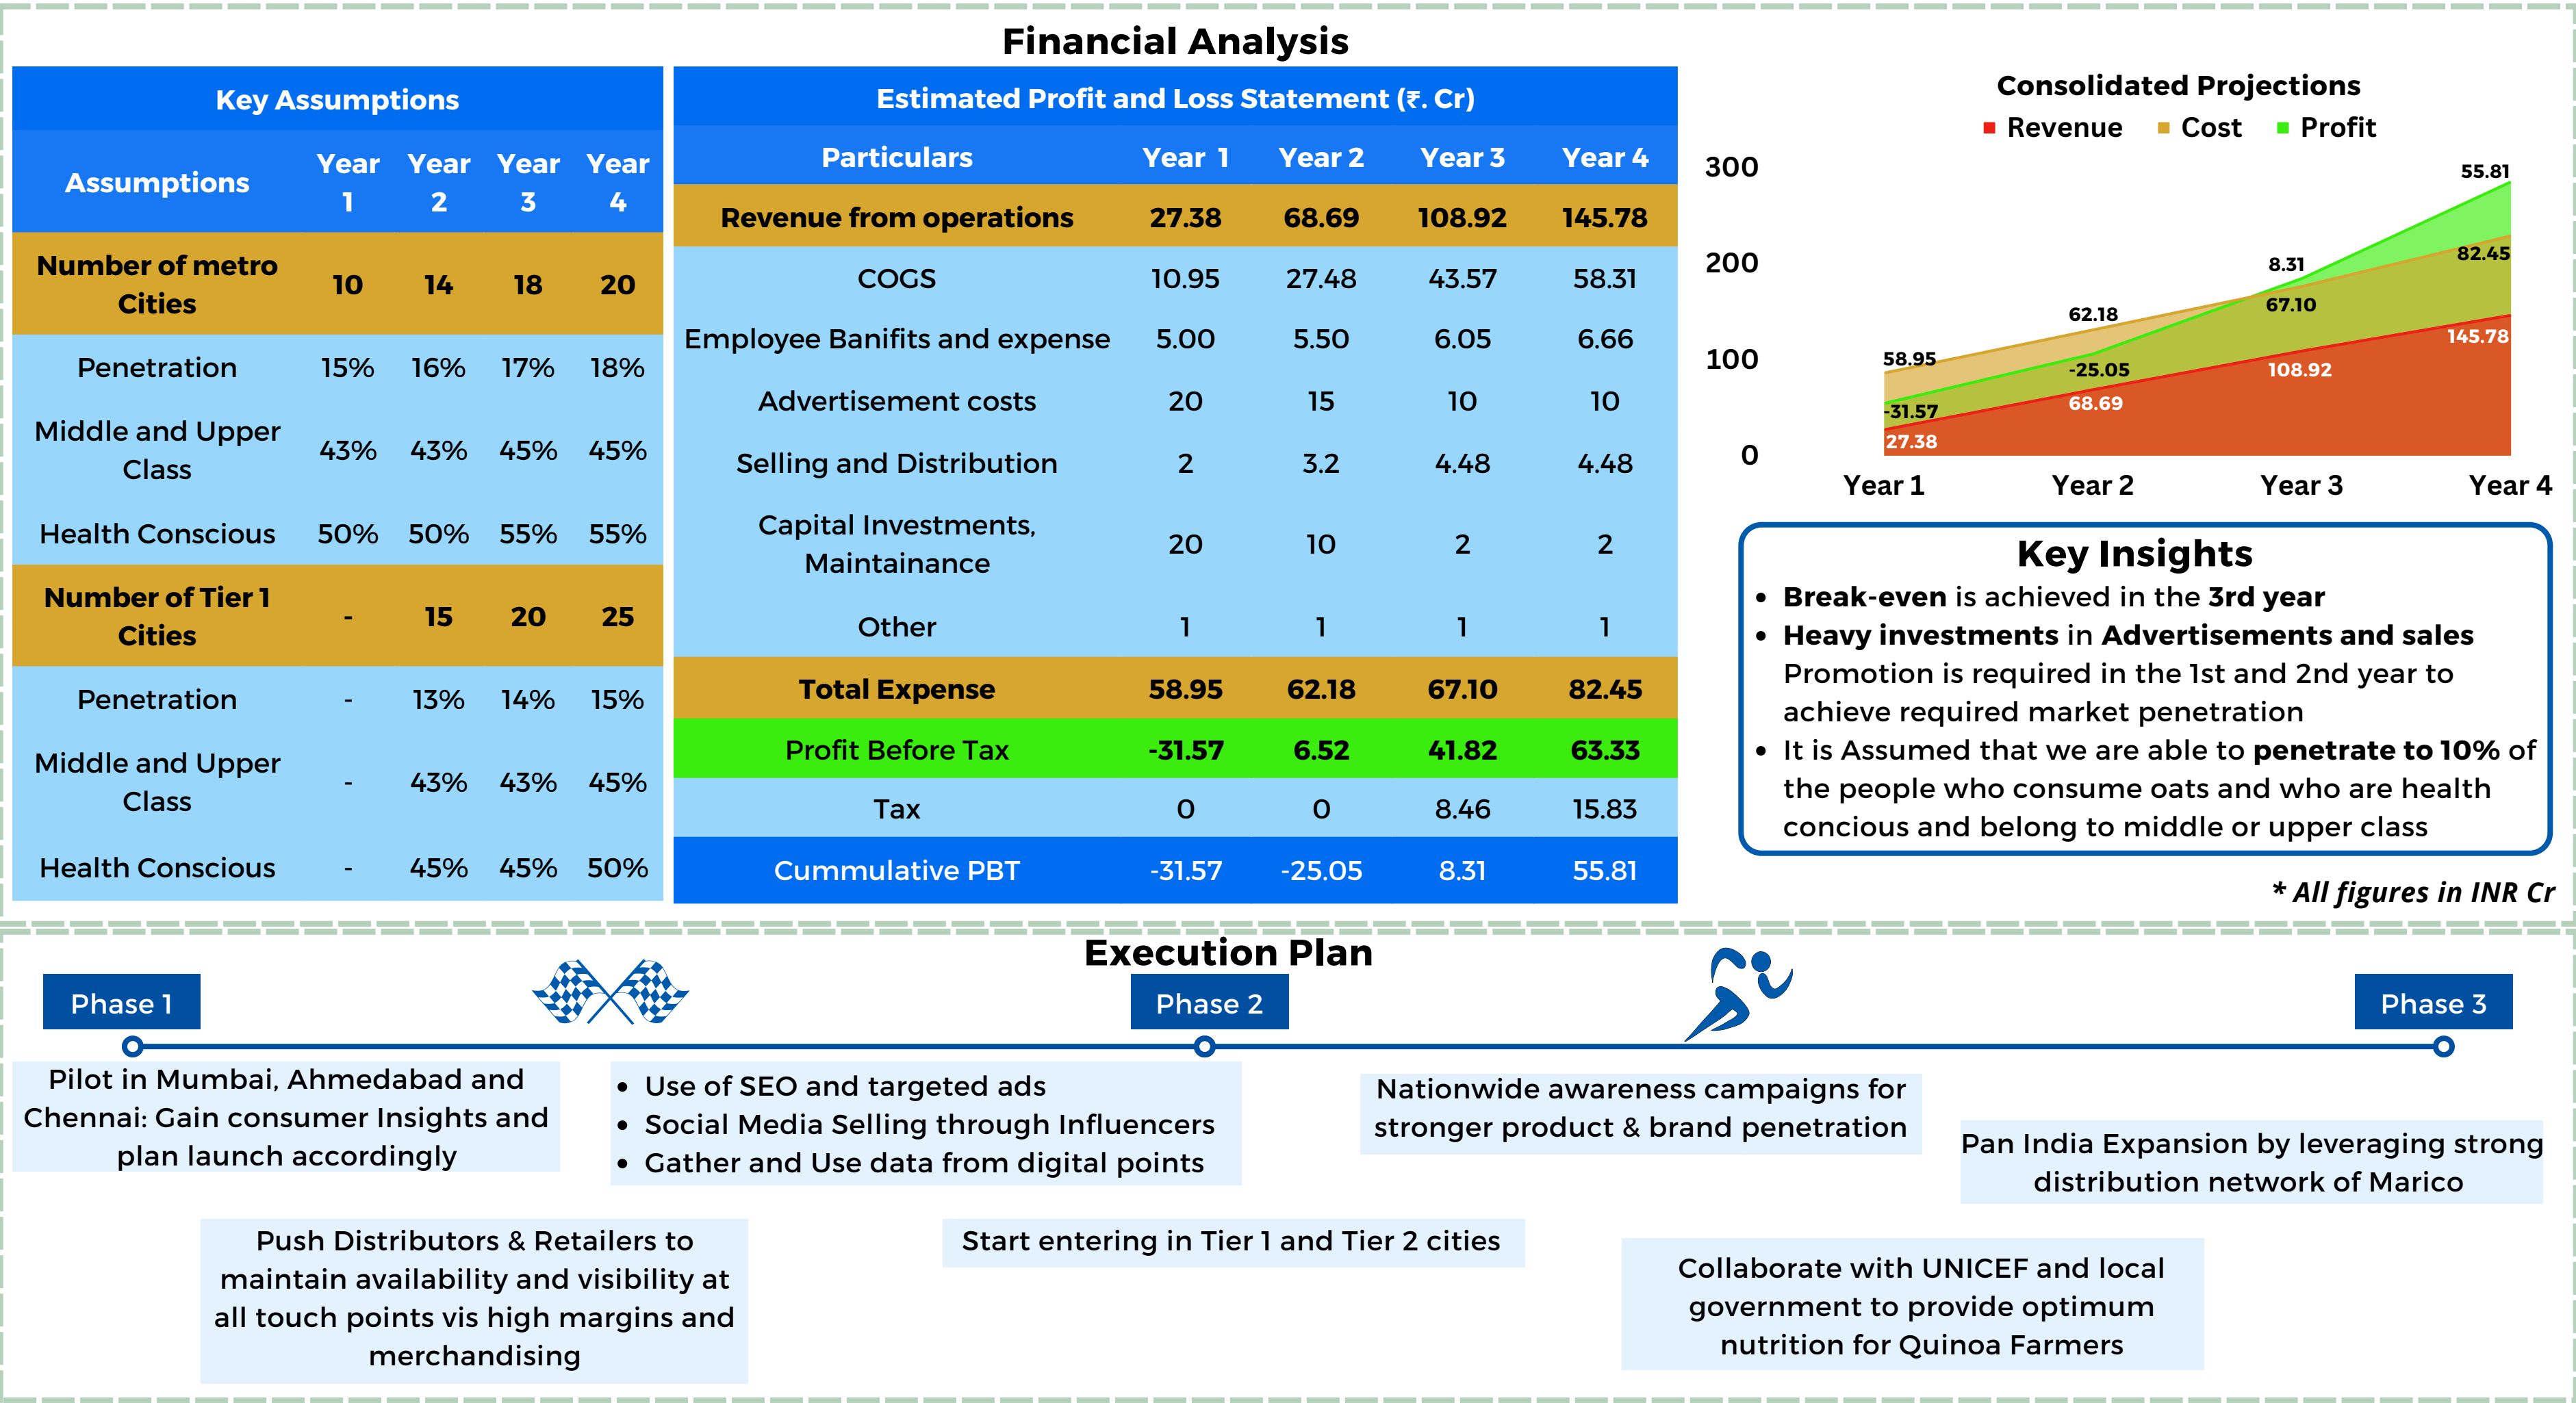 Financial Analysis
Key Assumptions
Assumptions Year 1 Year 2 Year 3 Year 4
Number of metro Cities 10 14 18 20
Penetration 15% 16% 17% 18%
Middle and Upper Class 43% 43% 45% 45%
Health Conscious 50% 50% 55% 55%
Number of Tier 1 Cities - 15 20 25
Penetration - 13% 14% 15%
Middle and Upper Class - 43% 43% 45%
Health Conscious - 45% 45% 50%
Estimated Profit and Loss Statement (₹. Cr)
Particulars Year 1 Year 2 Year 3 Year 4
Revenue from operations 27.38 68.69 108.92 145.78
COGS 10.95 27.48 43.57 58.31
Employee Banifits and expense 5.00 5.50 6.05 6.66
Advertisement costs 20 15 10 10
Selling and Distribution 2 3.2 4.48 4.48
Capital Investments, Maintainance 20 10 2 2
Other 1 1 1 1
Total Expense 58.95 62.18 67.10 82.45
Profit Before Tax -31.57 6.52 41.82 63.33
Tax 0 0 8.46 15.83
Cummulative PBT -31.57 -25.05 8.31 55.81
Consolidated Projections
Revenue Cost Profit
300
200
100
0
58.95
-31.57
27.38
62.18
-25.05
68.69
8.31
67.10
108.92
55.81
82.45
145.78
Year 1 Year 2 Year 3 Year 4
Key Insights
• Break-even is achieved in the 3rd year
• Heavy investments in Advertisements and sales
Promotion is required in the 1st and 2nd year to
achieve required market penetration
• It is Assumed that we are able to penetrate to 10% of
the people who consume oats and who are health
concious and belong to middle or upper class
* All figures in INR Cr
Execution Plan
Phase 1
Phase 2
Phase 3
Pilot in Mumbai, Ahmedabad and
Chennai: Gain consumer Insights and
plan launch accordingly
• Use of SEO and targeted ads
• Social Media Selling through Influencers
• Gather and Use data from digital points
Nationwide awareness campaigns for
stronger product & brand penetration
Pan India Expansion by leveraging strong
distribution network of Marico
Push Distributors & Retailers to
maintain availability and visibility at
all touch points vis high margins and
merchandising
Start entering in Tier 1 and Tier 2 cities
Collaborate with UNICEF and local
government to provide optimum
nutrition for Quinoa Farmers